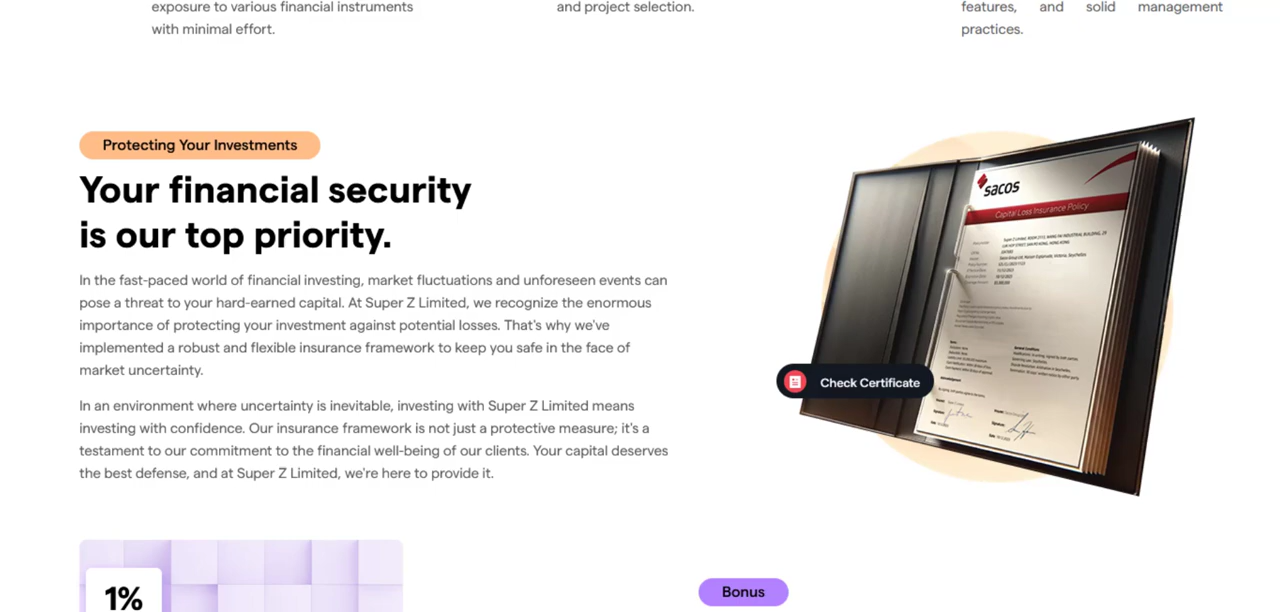 exposure to various financial instruments
with minimal effort.
and project selection.
features, and solid management
practices.
Protecting Your Investments
Your financial security
is our top priority.
In the fast-paced world of financial investing, market fluctuations and unforeseen events can
pose a threat to your hard-earned capital. At Super Z Limited, we recognize the enormous
importance of protecting your investment against potential losses. That's why we've
implemented a robust and flexible insurance framework to keep you safe in the face of
market uncertainty.
In an environment where uncertainty is inevitable, investing with Super Z Limited means
investing with confidence. Our insurance framework is not just a protective measure; it's a
testament to our commitment to the financial well-being of our clients. Your capital deserves
the best defense, and at Super Z Limited, we're here to provide it.
sacos
Capital Loss Insurance Policy
Check Certificate
1%
Bonus